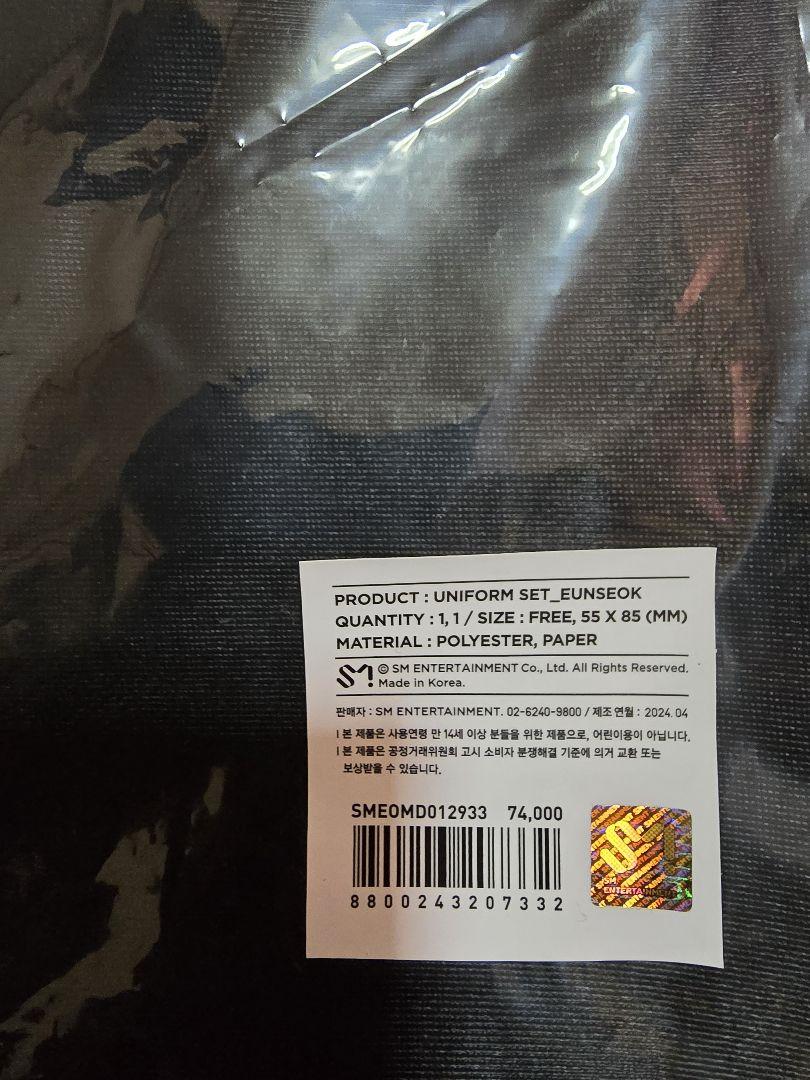 PRODUCT : UNIFORM SET_EUNSEOK
QUANTITY : 1, 1 / SIZE : FREE, 55 X 85 (MM)
MATERIAL : POLYESTER, PAPER
SM © SM ENTERTAINMENT Co., Ltd. All Rights Reserved.
Made in Korea.
판매자 : SM ENTERTAINMENT. 02-6240-9800 / 제조연월 : 2024. 04
l 본 제품은 사용연령 만 14세 이상 분들을 위한 제품으로, 어린이용이 아닙니다.
l 본 제품은 공정거래위원회 고시 소비자 분쟁해결 기준에 의거 교환 또는
보상받을 수 있습니다.
SMEOMD012933 74,000
8800243207332
SM
ENTERTAINMENT